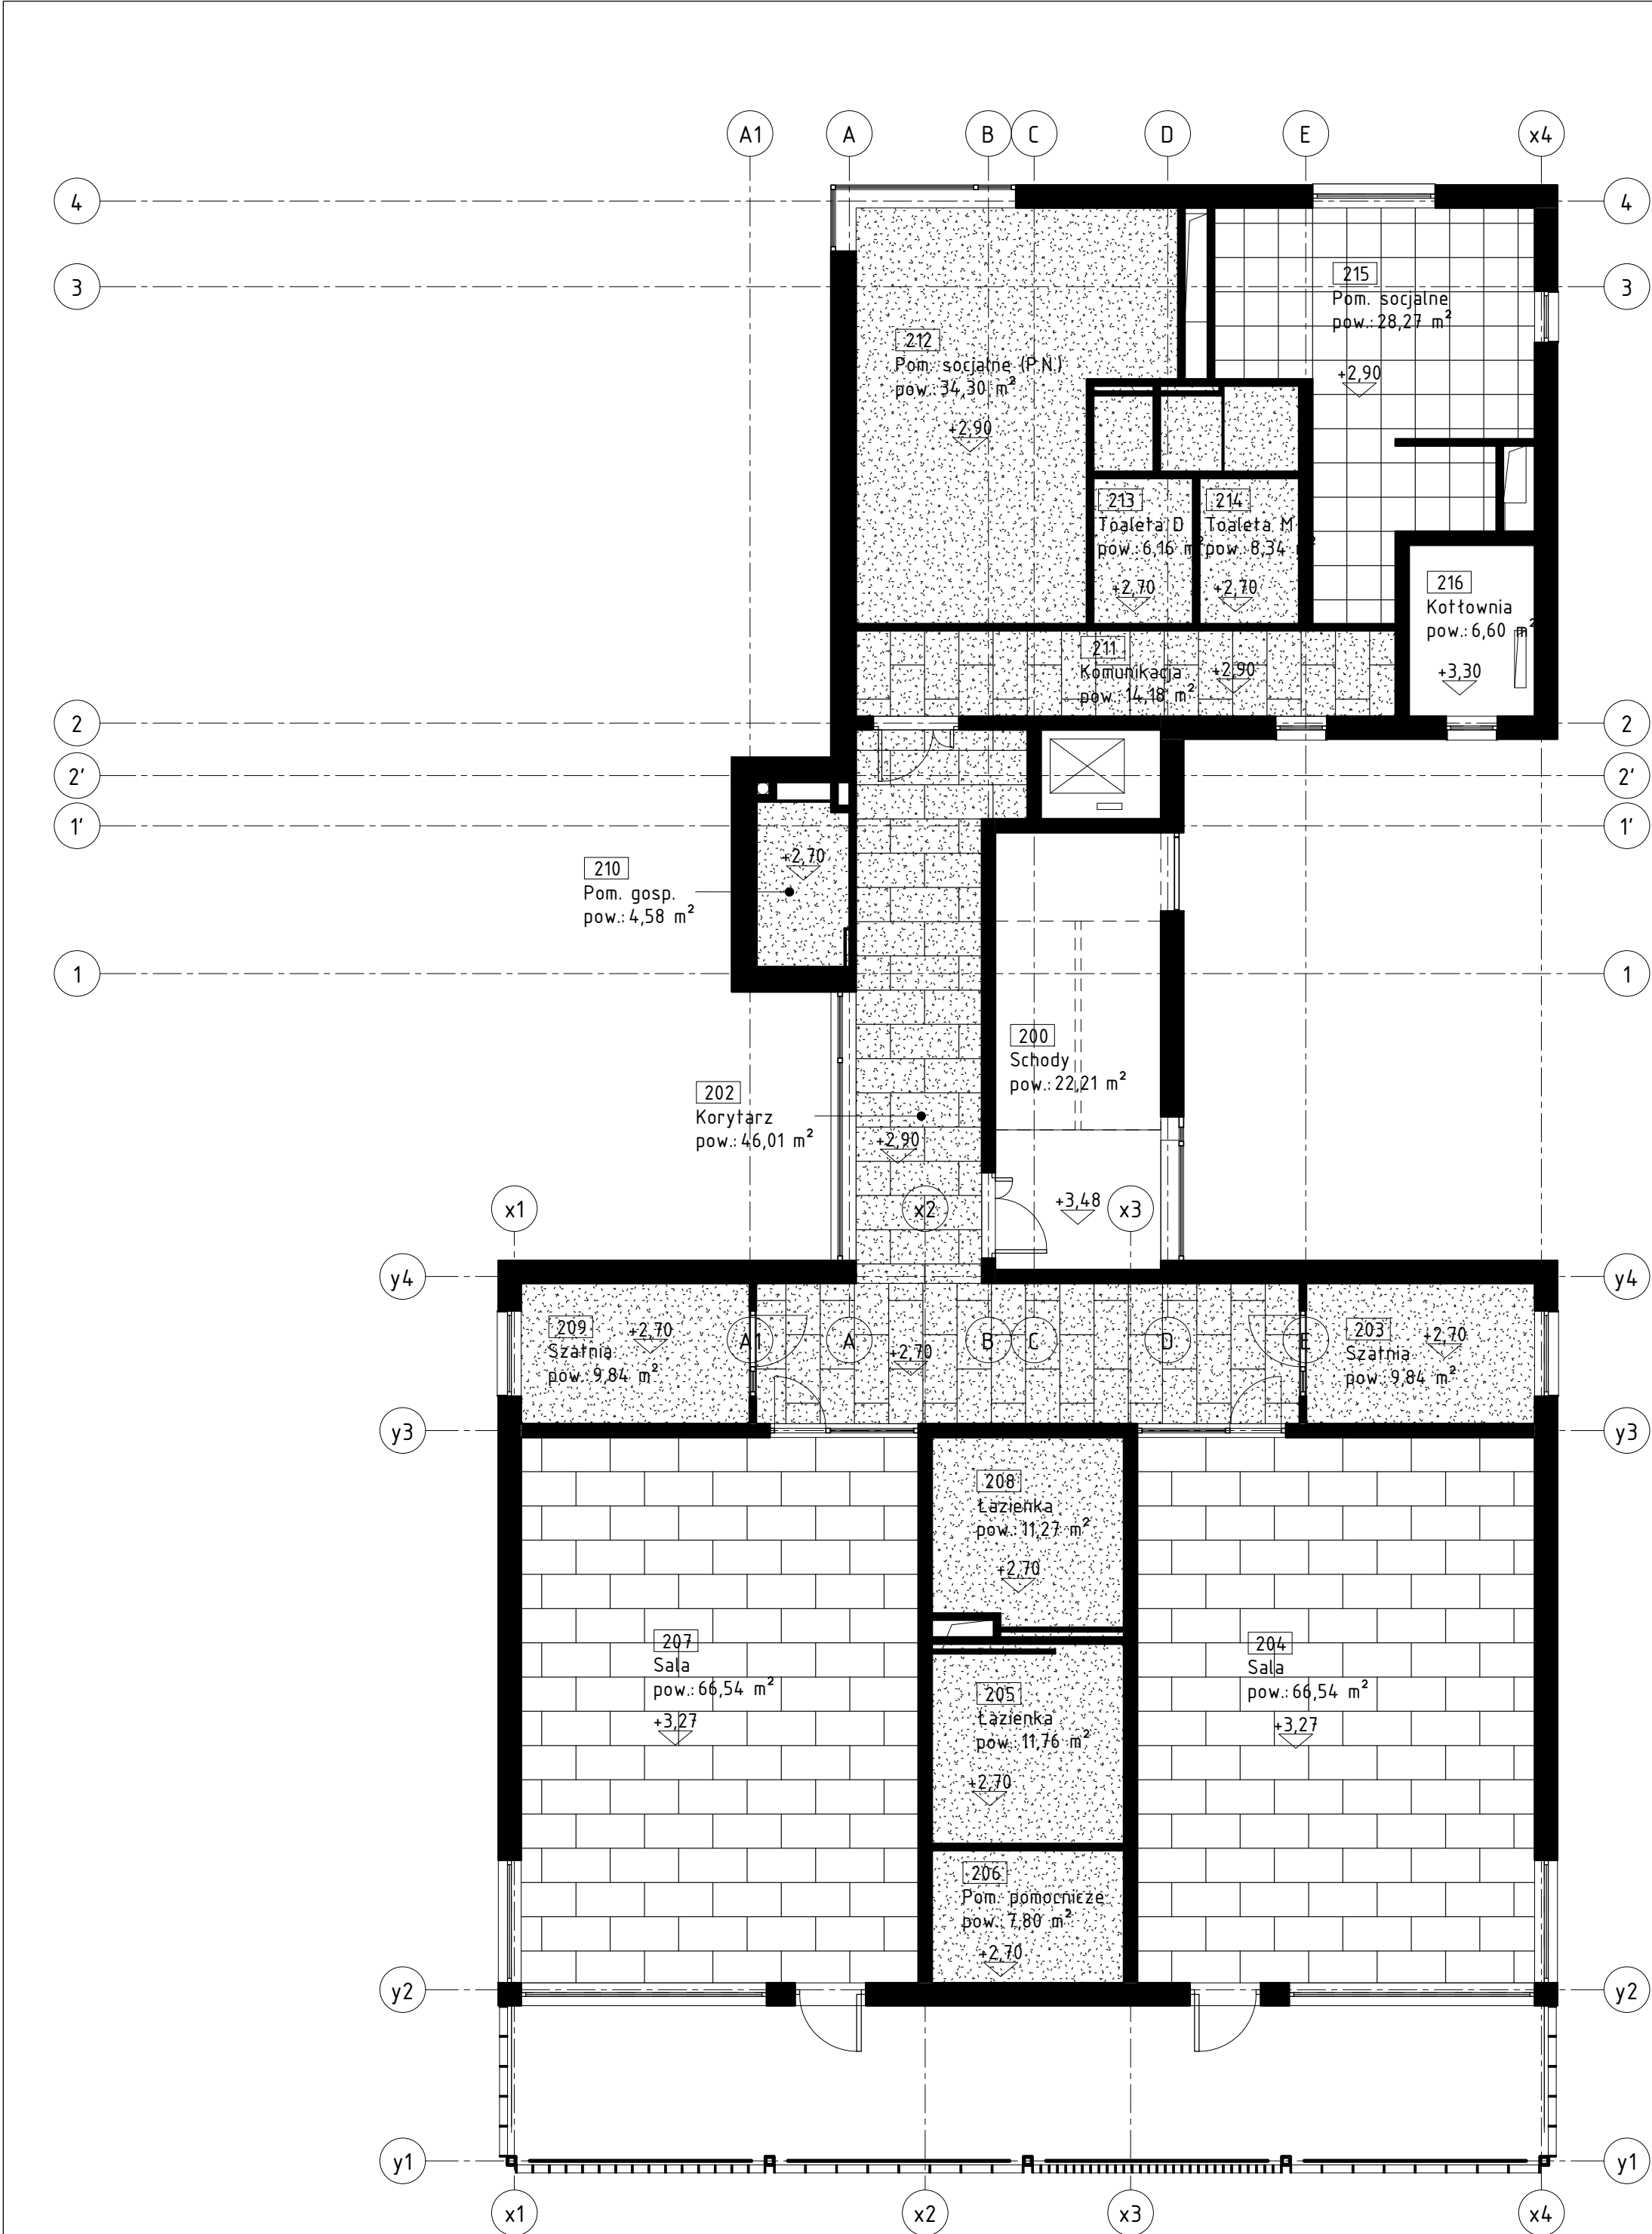 A1 A B C D E x4
4 4
3 3
215
Pom. socjalne
pow.: 28,27 m²
+2,90
212
Pom. socjalne (P.N.)
pow.: 34,30 m²
+2,90
213
Toaleta D
pow.: 6,16 m²
+2,70
214
Toaleta M
pow.: 8,34 m²
+2,70
216
Kotłownia
pow.: 6,60 m²
+3,30
211
Komunikacja
pow.: 14,18 m²
+2,90
2 2
2' 2'
1' 1'
210
Pom. gosp.
pow.: 4,58 m²
+2,70
1 1
200
Schody
pow.: 22,21 m²
+3,48
202
Korytarz
pow.: 46,01 m²
+2,90
x1 x2 x3
y4 y4
209
Szatnia
pow.: 9,84 m²
+2,70
A1 A B C D E
+2,70
203
Szatnia
pow.: 9,84 m²
+2,70
y3 y3
208
Łazienka
pow.: 11,27 m²
+2,70
207
Sala
pow.: 66,54 m²
+3,27
204
Sala
pow.: 66,54 m²
+3,27
205
Łazienka
pow.: 11,76 m²
+2,70
206
Pom. pomocnicze
pow.: 7,80 m²
+2,70
y2 y2
y1 y1
x1 x2 x3 x4